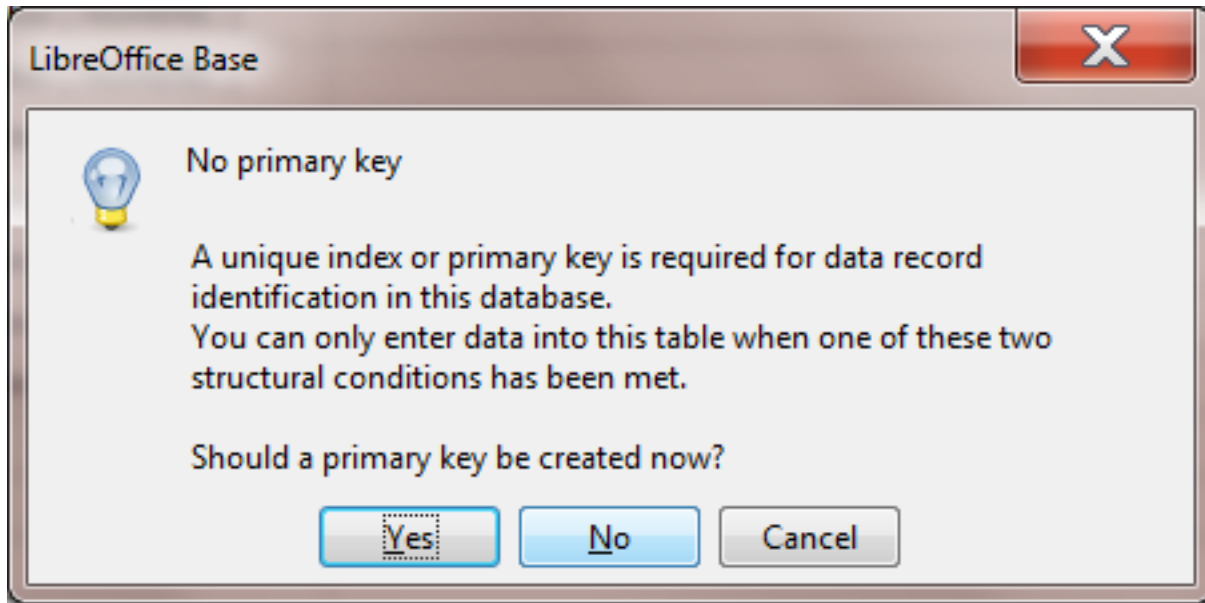 LibreOffice Base
No primary key
A unique index or primary key is required for data record
identification in this database.
You can only enter data into this table when one of these two
structural conditions has been met.
Should a primary key be created now?
Yes No Cancel